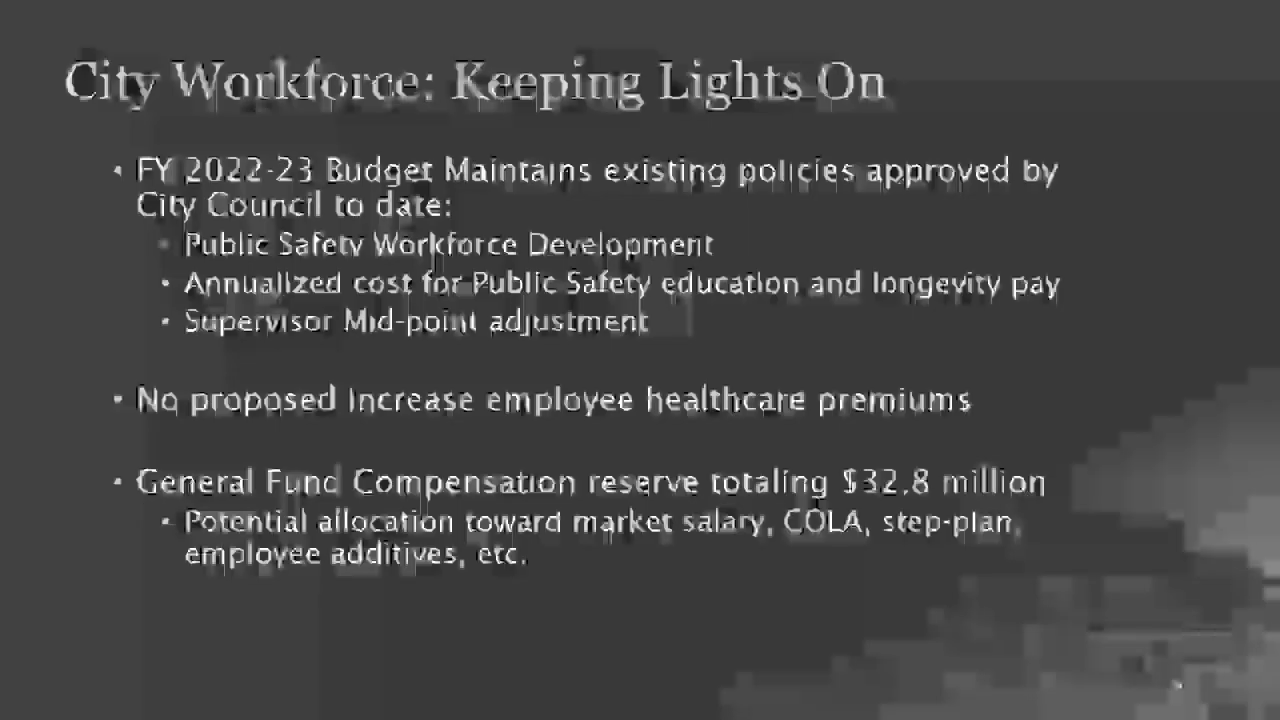 City Workforce: Keeping Lights On
• FY 2022-23 Budget Maintains existing policies approved by
City Council to date:
• Public Safety Workforce Development
• Annualized cost for Public Safety education and longevity pay
• Supervisor Mid-point adjustment
• No proposed increase employee healthcare premiums
• General Fund Compensation reserve totaling $32.8 million
• Potential allocation toward market salary, COLA, step-plan,
employee additives, etc.